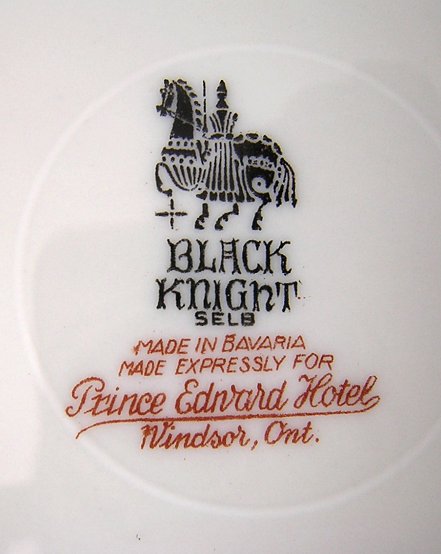 BLACK
KNIGHT
SELB
MADE IN BAVARIA
MADE EXPRESSLY FOR
Prince Edward Hotel
Windsor, Ont.